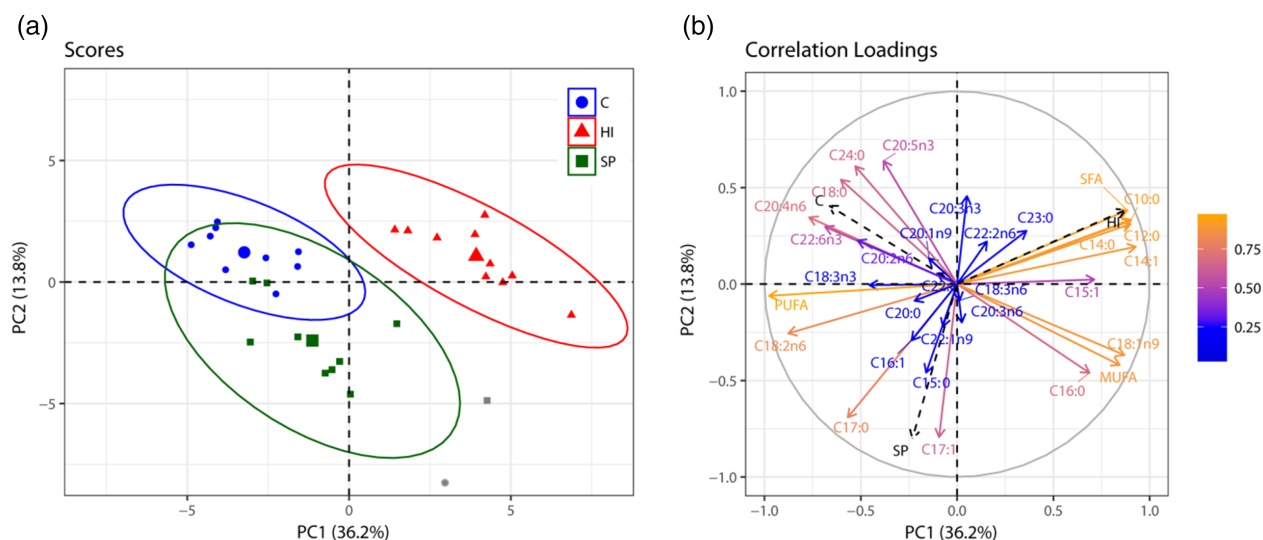 (a)
Scores
C
HI
SP
5
0
−5
−5
0
5
PC2 (13.8%)
PC1 (36.2%)
(b)
Correlation Loadings
1.0
0.5
0.0
−0.5
−1.0
−1.0
−0.5
0.0
0.5
1.0
PC2 (13.8%)
PC1 (36.2%)
C20:5n3
C24:0
SFA
C18:0
C10:0
C
C20:4n6
C20:3n3
C23:0
HI
C12:0
C22:6n3
C20:1n9
C22:2n6
C14:0
C20:2n6
C14:1
C18:3n3
C15:1
C18:3n6
PUFA
C20:0
C20:3n6
C18:2n6
C22:1n9
C18:1n9
C16:1
MUFA
C15:0
C16:0
C17:0
SP
C17:1
0.75
0.50
0.25